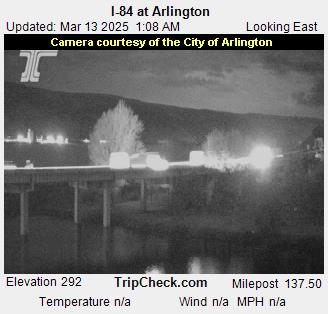 I-84 at Arlington
Updated: Mar 13 2025 1:08 AM Looking East
Camera courtesy of the City of Arlington
Elevation 292 TripCheck.com Milepost 137.50
Temperature n/a Wind n/a MPH n/a